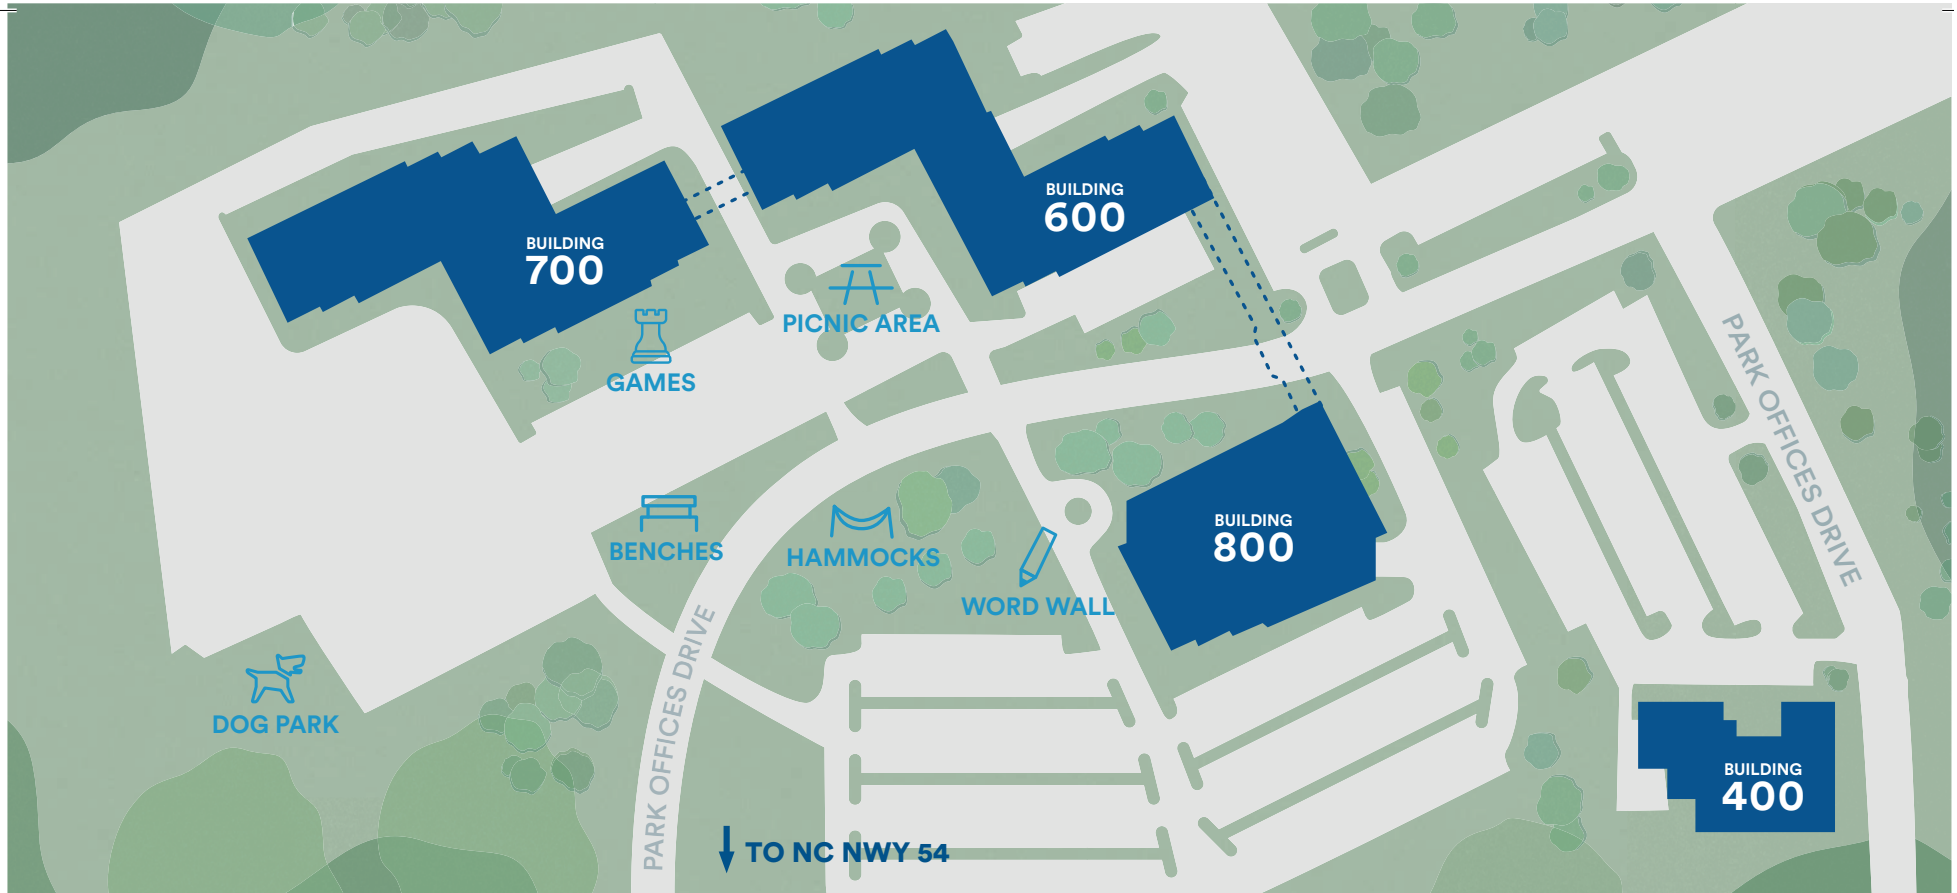 BUILDING
600
BUILDING
700
PICNIC AREA
GAMES
PARK OFFICES DRIVE
BUILDING
800
BENCHES
HAMMOCKS
WORD WALL
DOG PARK
PARK OFFICES DRIVE
BUILDING
400
TO NC NWY 54